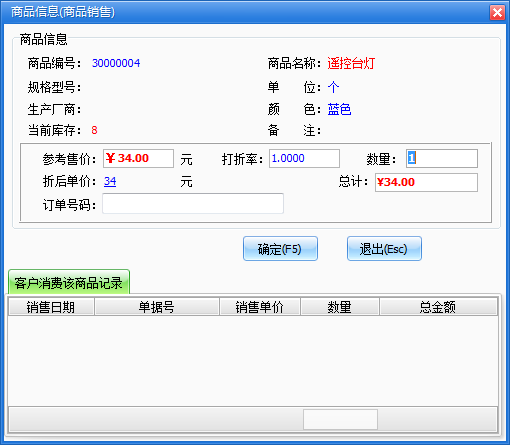 商品信息(商品销售)
商品信息
商品编号： 30000004 商品名称：遥控台灯
规格型号： 单 位：个
生产厂商： 颜 色：蓝色
当前库存： 8 备 注：
参考售价：￥34.00 元 打折率：1.0000 数量：1
折后单价：34 元 总计：¥34.00
订单号码：
确定(F5) 退出(Esc)
客户消费该商品记录
销售日期 单据号 销售单价 数量 总金额